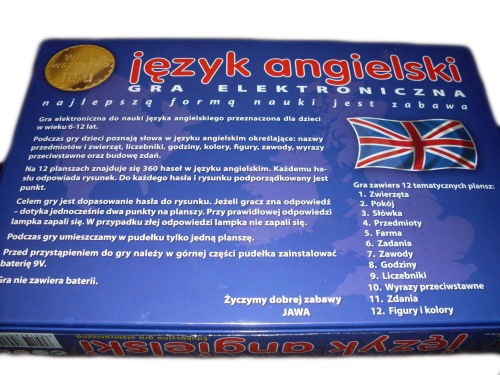 język angielski
GRA ELEKTRONICZNA
najlepszą formą nauki jest zabawa
Gra elektroniczna do nauki języka angielskiego przeznaczona dla dzieci
w wieku 6-12 lat.
Podczas gry dzieci poznają słowa w języku angielskim określające: nazwy
przedmiotów i zwierząt, liczebniki, godziny, kolory, figury, zawody, wyrazy
przeciwstawne oraz budowę zdań.
Na 12 planszach znajduje się 360 haseł w języku angielskim. Każdemu ha-
słu odpowiada rysunek. Do każdego hasła i rysunku podporządkowany jest
punkt.
Celem gry jest dopasowanie hasła do rysunku. Jeżeli gracz zna odpowiedź
- dotyka jednocześnie dwa punkty na planszy. Przy prawidłowej odpowiedzi
lampka zapali się. W przypadku złej odpowiedzi lampka nie zapali się.
Podczas gry umieszczamy w pudełku tylko jedną planszę.
Przed przystąpieniem do gry należy w górnej części pudełka zainstalować
baterię 9V.
Gra nie zawiera baterii.
Życzymy dobrej zabawy
JAWA
Gra zawiera 12 tematycznych plansz:
1. Zwierzęta
2. Pokój
3. Słówka
4. Przedmioty
5. Farma
6. Zadania
7. Zawody
8. Godziny
9. Liczebniki
10. Wyrazy przeciwstawne
11. Zdania
12. Figury i kolory
Edukacyjna gra elektroniczna
język angielski